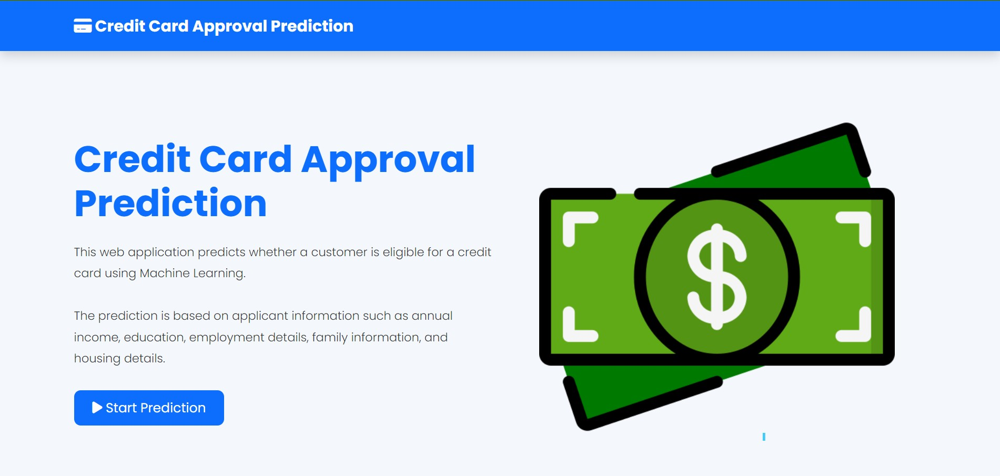 Credit Card Approval Prediction
Credit Card Approval
Prediction
This web application predicts whether a customer is eligible for a credit
card using Machine Learning.
The prediction is based on applicant information such as annual
income, education, employment details, family information, and
housing details.
Start Prediction
$